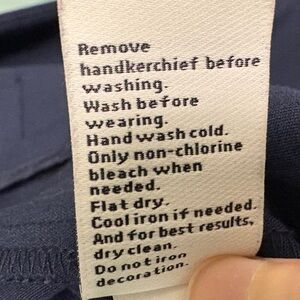 Remove
handkerchief before
washing.
Wash before
wearing.
Hand wash cold.
Only non-chlorine
bleach when
needed.
Flat dry.
Cool iron if needed.
And for best results,
dry clean.
Do not iron
decoration.